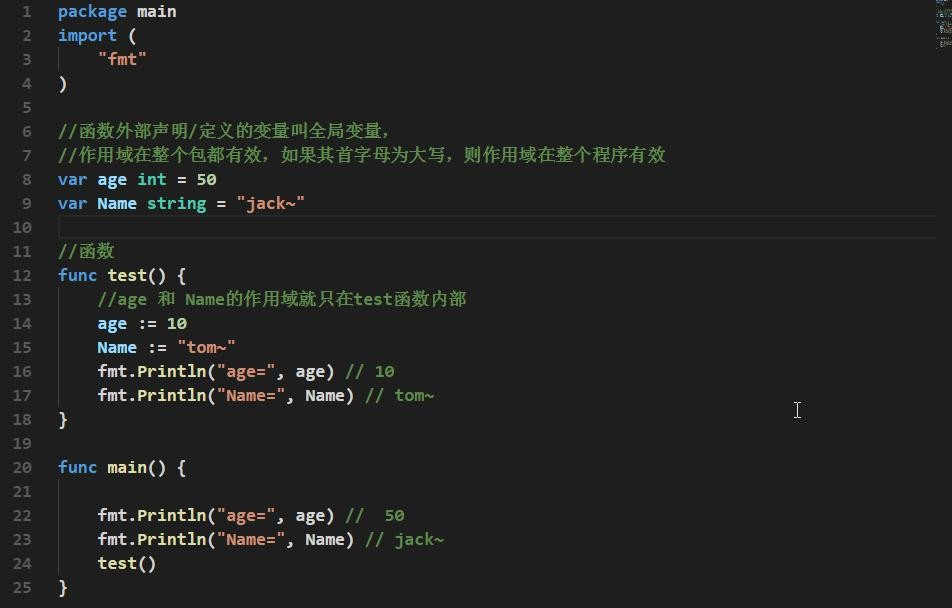 1 package main
2 import (
3     "fmt"
4 )
5
6 //函数外部声明/定义的变量叫全局变量，
7 //作用域在整个包都有效，如果其首字母为大写，则作用域在整个程序有效
8 var age int = 50
9 var Name string = "jack~"
10
11 //函数
12 func test() {
13     //age 和 Name的作用域就只在test函数内部
14     age := 10
15     Name := "tom~"
16     fmt.Println("age=", age) // 10
17     fmt.Println("Name=", Name) // tom~
18 }
19
20 func main() {
21
22     fmt.Println("age=", age) //  50
23     fmt.Println("Name=", Name) // jack~
24     test()
25 }